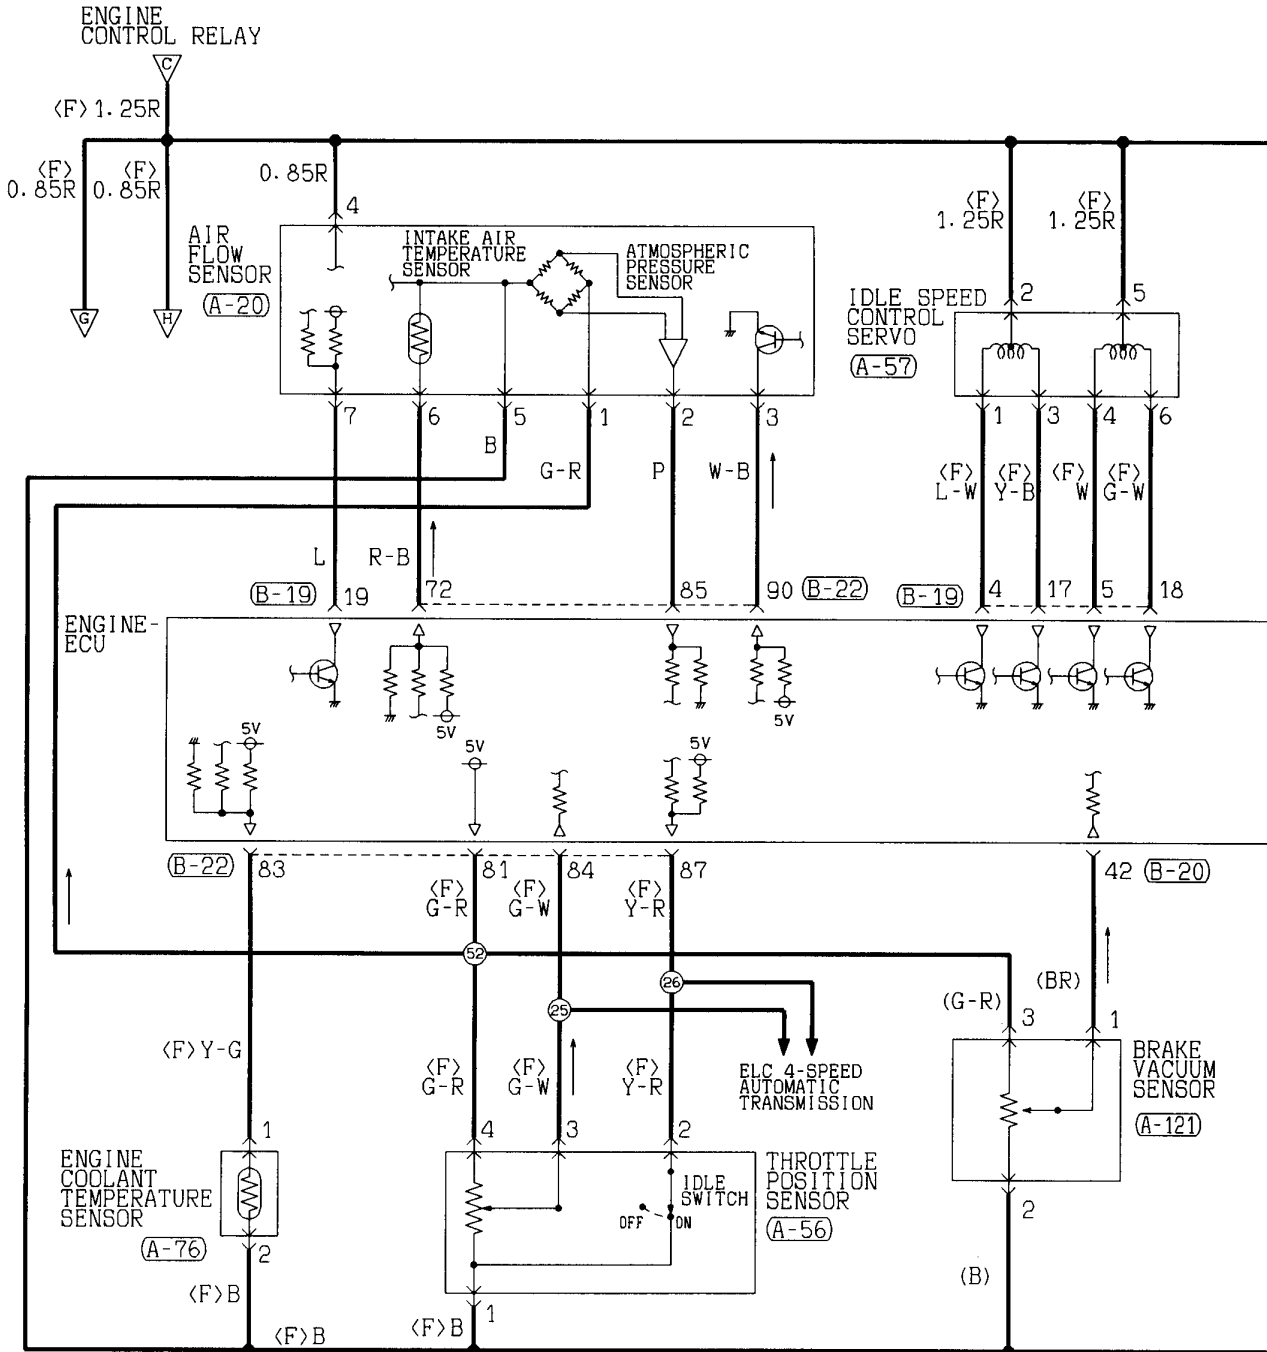 ENGINE
CONTROL RELAY
C
〈F〉1.25R
〈F〉
0.85R
〈F〉
0.85R
0.85R
〈F〉
1.25R
〈F〉
1.25R
4
AIR
FLOW
SENSOR
(A-20)
INTAKE AIR
TEMPERATURE
SENSOR
ATMOSPHERIC
PRESSURE
SENSOR
G
H
IDLE SPEED
CONTROL
SERVO
(A-57)
2
5
7
6
5
1
2
3
1
3
4
6
B
G-R
P
W-B
〈F〉
L-W
〈F〉
Y-B
〈F〉
W
〈F〉
G-W
L
R-B
(B-19)
19
72
85
90
(B-22)
(B-19)
4
17
5
18
ENGINE-
ECU
5V
5V
5V
5V
5V
(B-22)
83
81
84
87
42
(B-20)
〈F〉
G-R
〈F〉
G-W
〈F〉
Y-R
52
26
25
(G-R)
(BR)
3
1
〈F〉Y-G
〈F〉
G-R
〈F〉
G-W
〈F〉
Y-R
ELC 4-SPEED
AUTOMATIC
TRANSMISSION
BRAKE
VACUUM
SENSOR
(A-121)
1
4
3
2
ENGINE
COOLANT
TEMPERATURE
SENSOR
(A-76)
IDLE
SWITCH
OFF
ON
THROTTLE
POSITION
SENSOR
(A-56)
2
2
1
〈F〉B
〈F〉B
〈F〉B
(B)